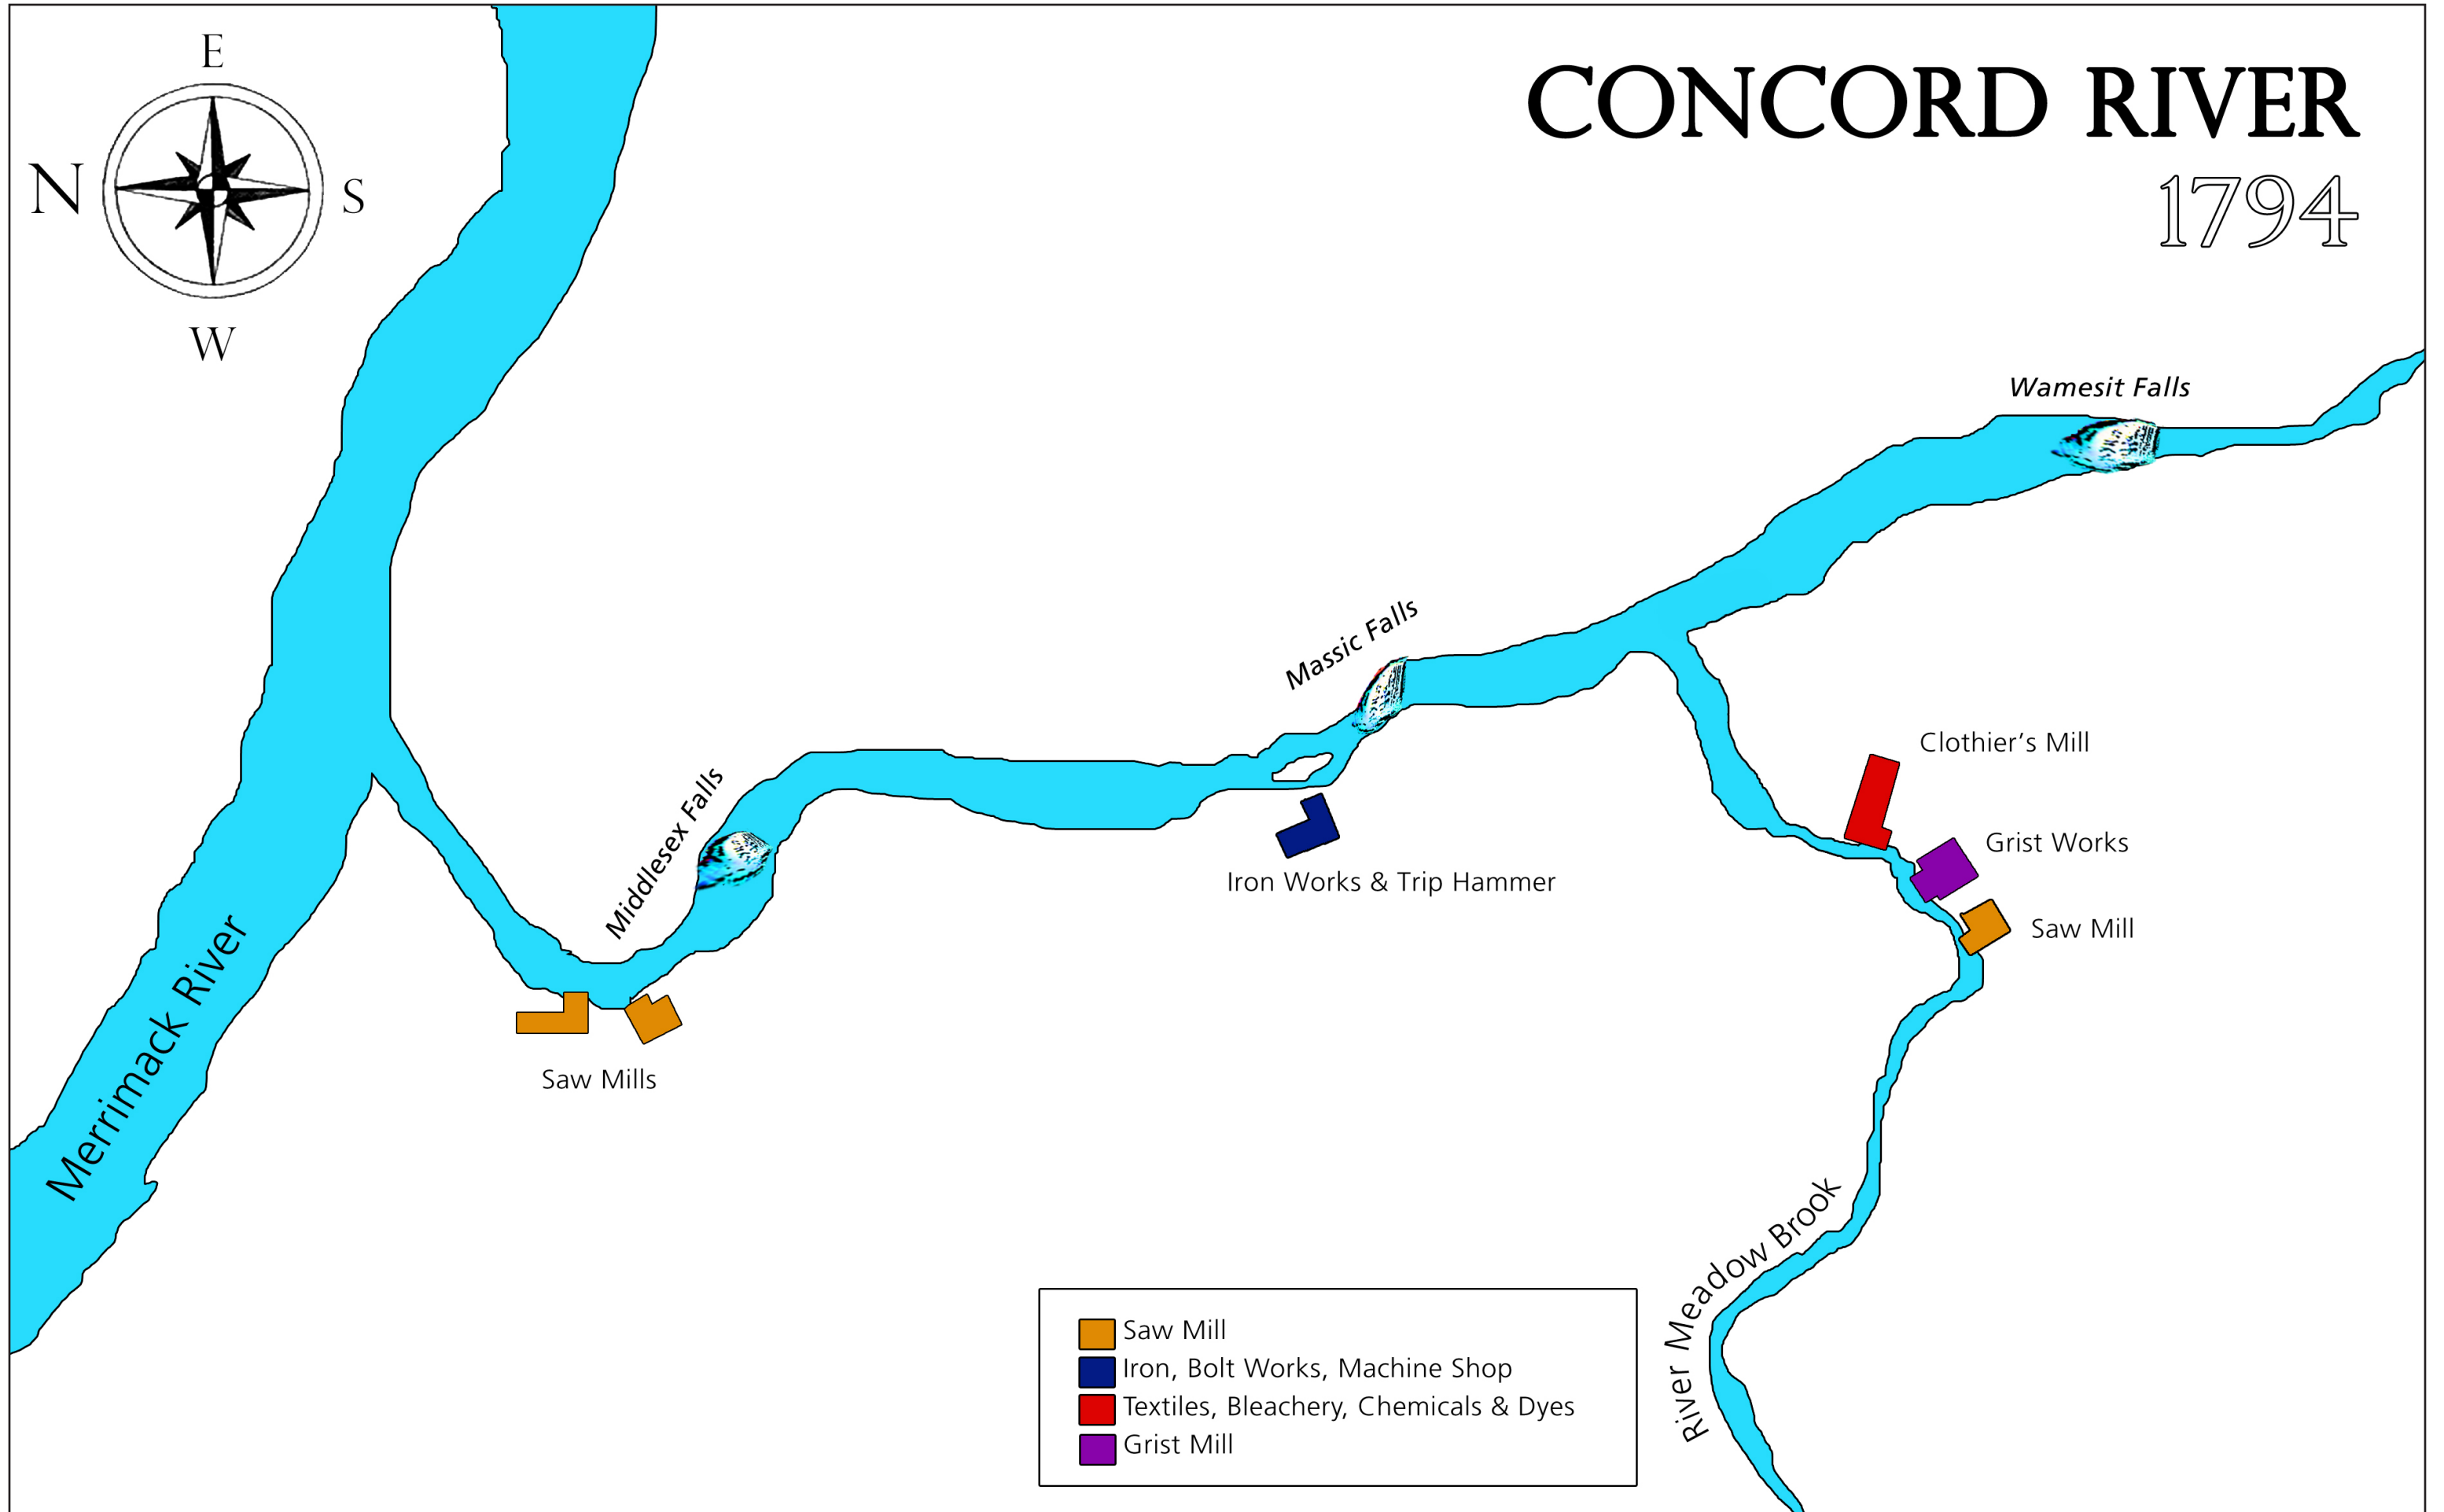 CONCORD RIVER
1794
E
N
S
W
Wamesit Falls
Massic Falls
Middlesex Falls
Clothier’s Mill
Grist Works
Saw Mill
Iron Works & Trip Hammer
Saw Mills
Merrimack River
River Meadow Brook
Saw Mill
Iron, Bolt Works, Machine Shop
Textiles, Bleachery, Chemicals & Dyes
Grist Mill